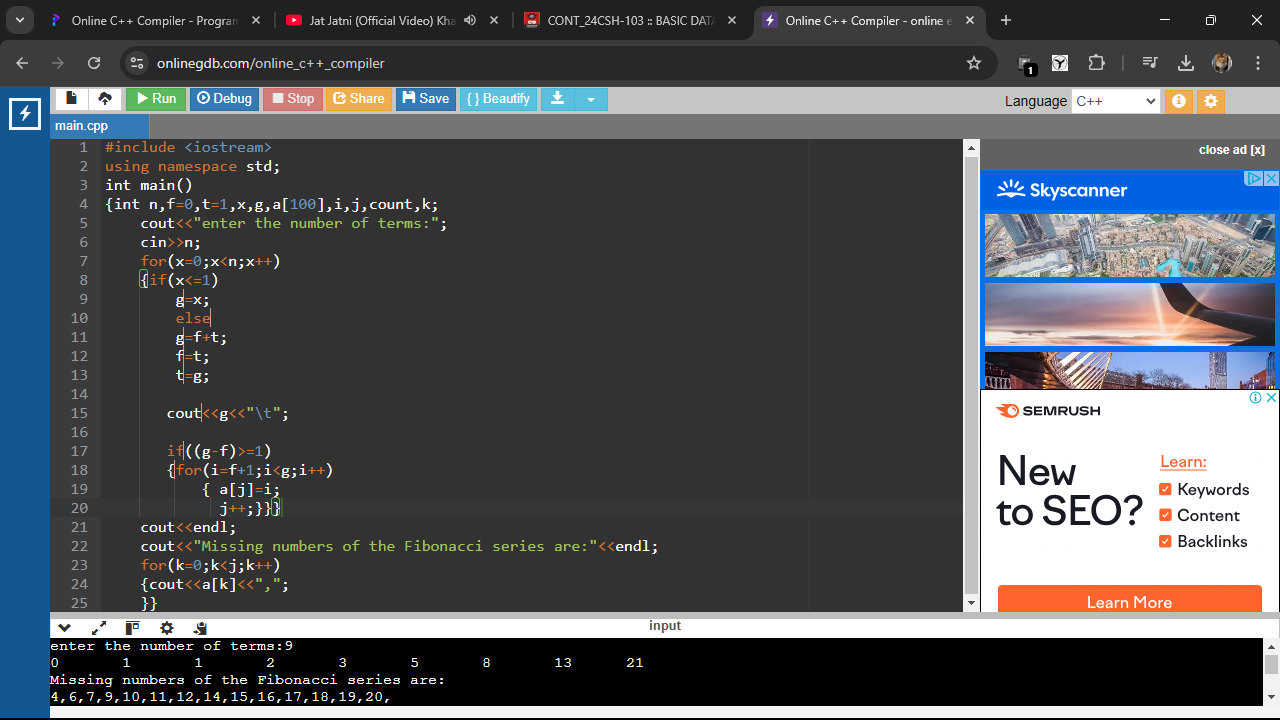 Online C++ Compiler - Program
Jat Jatni (Official Video) Kha
CONT_24CSH-103 :: BASIC DAT
Online C++ Compiler - online e
onlinegdb.com/online_c++_compiler
1
Run
Debug
Stop
Share
Save
{ } Beautify
Language C++
main.cpp
close ad [x]
1 #include <iostream>
2 using namespace std;
3 int main()
4 {int n,f=0,t=1,x,g,a[100],i,j,count,k;
5 cout<<"enter the number of terms:";
6 cin>>n;
7 for(x=0;x<n;x++)
8 {if(x<=1)
9 g=x;
10 else
11 g=f+t;
12 f=t;
13 t=g;
14
15 cout<<g<<"\t";
16
17 if((g-f)>=1)
18 {for(i=f+1;i<g;i++)
19 { a[j]=i;
20 j++;}}}
21 cout<<endl;
22 cout<<"Missing numbers of the Fibonacci series are:"<<endl;
23 for(k=0;k<j;k++)
24 {cout<<a[k]<<",";
25 }}
Skyscanner
SEMRUSH
New
to SEO?
Learn:
Keywords
Content
Backlinks
Learn More
input
enter the number of terms:9
0 1 1 2 3 5 8 13 21
Missing numbers of the Fibonacci series are:
4,6,7,9,10,11,12,14,15,16,17,18,19,20,